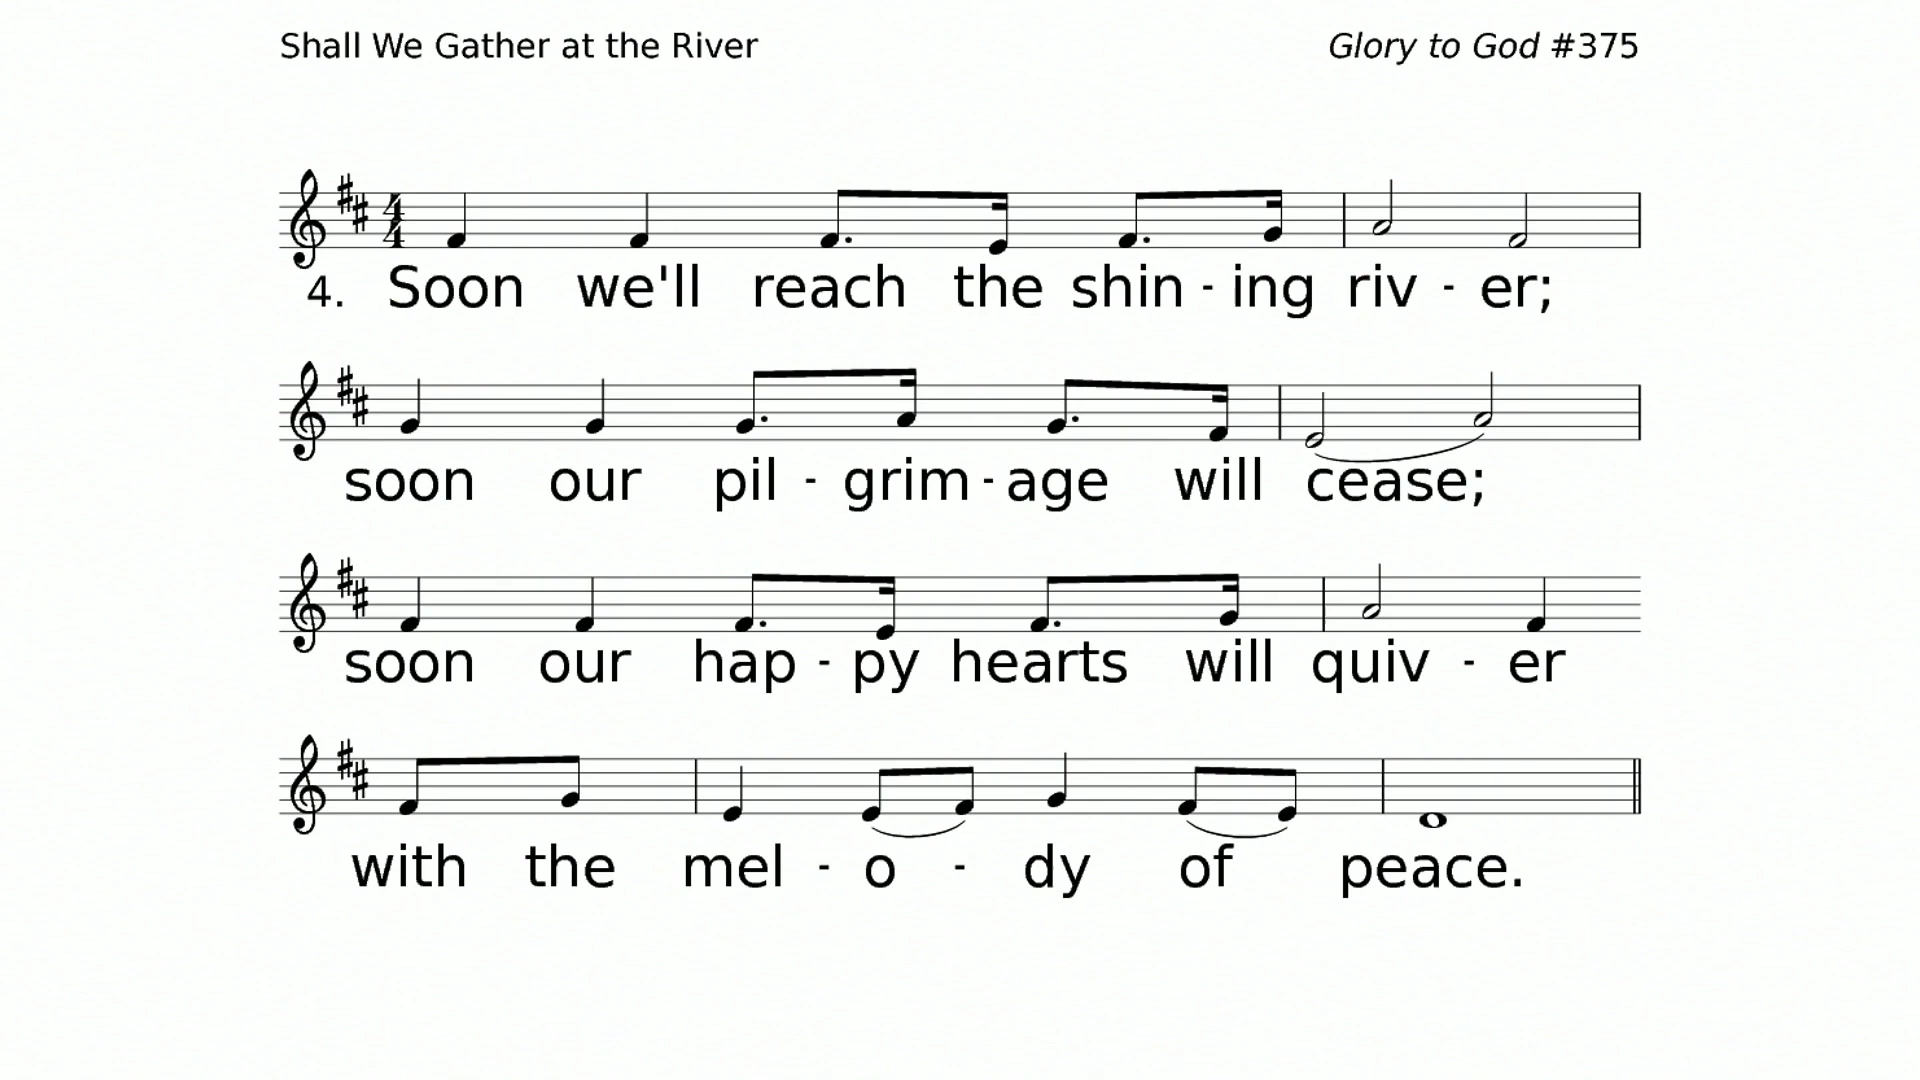 Shall We Gather at the River Glory to God #375
4. Soon we'll reach the shin - ing riv - er;
soon our pil - grim - age will cease;
soon our hap - py hearts will quiv - er
with the mel - o - dy of peace.